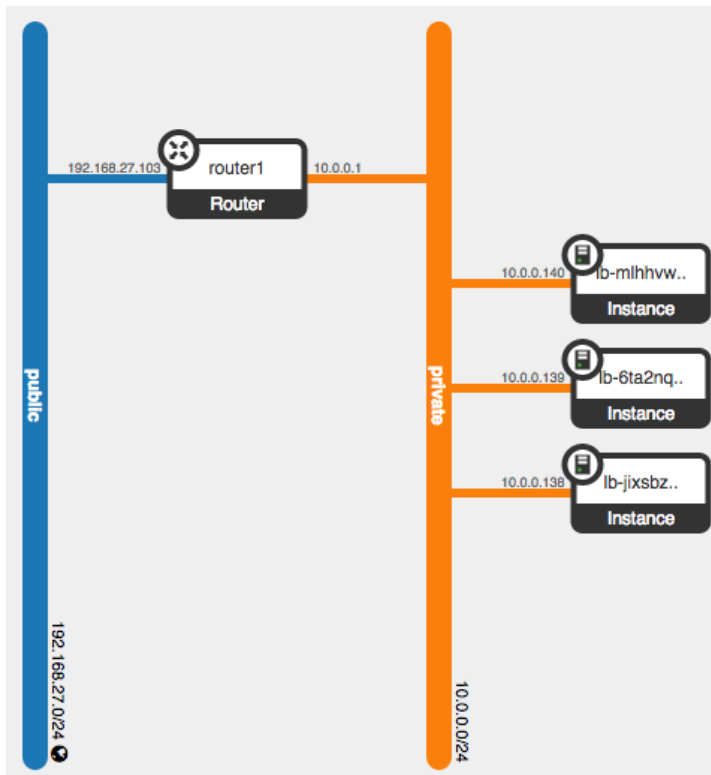 192.168.27.103
router1
10.0.0.1
Router
10.0.0.140
lb-mlhhvw..
Instance
public
private
10.0.0.139
lb-6ta2nq..
Instance
10.0.0.138
lb-jixsbz..
Instance
192.168.27.0/24
10.0.0.0/24